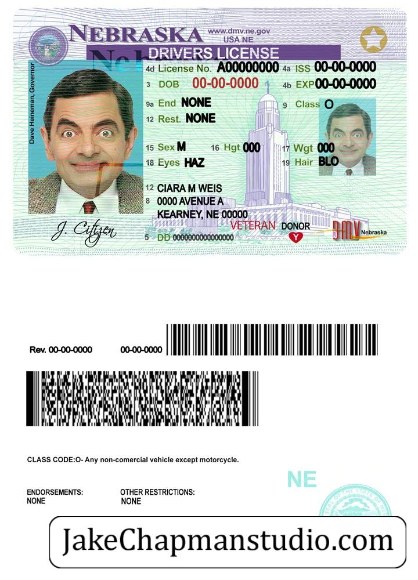 NEBRASKA www.dmv.ne.gov
USA NE
DRIVERS LICENSE
4d License No. A00000000 4a ISS 00-00-0000
3 DOB 00-00-0000 4b EXP 00-00-0000
9a End NONE 9 Class O
12 Rest. NONE
15 Sex M 16 Hgt 000 17 Wgt 000
18 Eyes HAZ 19 Hair BLO
12 CIARA M WEIS
8 0000 AVENUE A
KEARNEY, NE 00000
VETERAN DONOR
Y
5 DD 00000000000000000
DMV Nebraska
Dave Heineman, Governor
J. Citizen
Rev. 00-00-0000 00-00-0000
CLASS CODE:O- Any non-comercial vehicle except motorcycle.
NE
ENDORSEMENTS: OTHER RESTRICTIONS:
NONE NONE
JakeChapmanstudio.com